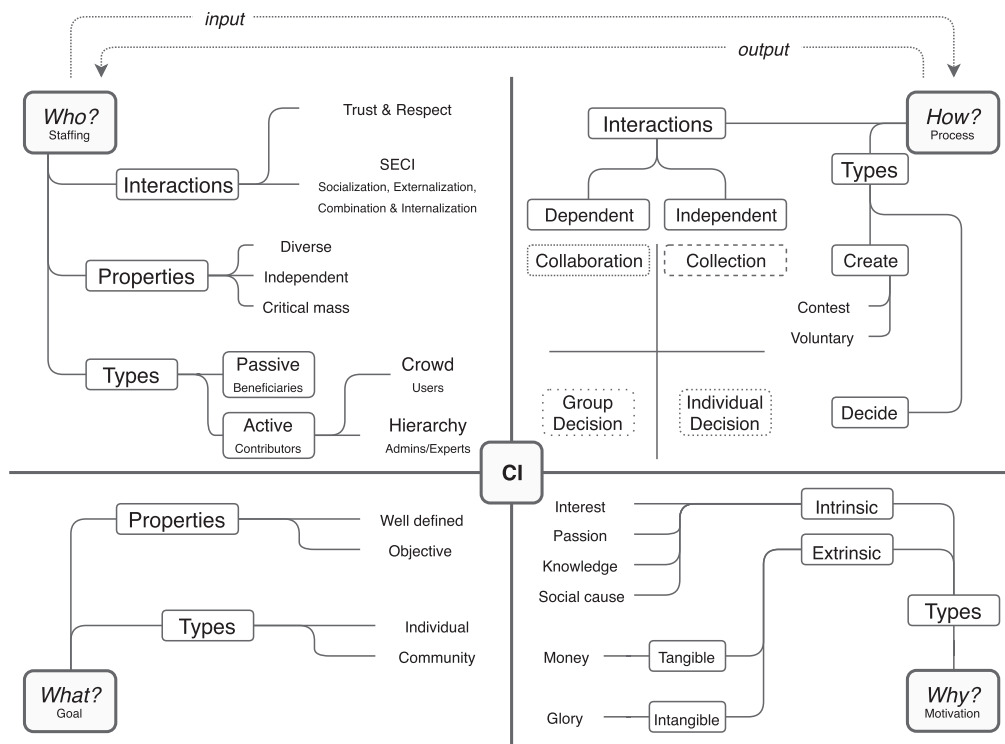 input
output
Who?
Staffing
Interactions
Trust & Respect
SECI
Socialization, Externalization,
Combination & Internalization
Properties
Diverse
Independent
Critical mass
Types
Passive
Beneficiaries
Active
Contributors
Crowd
Users
Hierarchy
Admins/Experts
How?
Process
Interactions
Types
Dependent
Independent
Collaboration
Collection
Create
Contest
Voluntary
Group
Decision
Individual
Decision
Decide
CI
Properties
Well defined
Objective
Types
Individual
Community
What?
Goal
Interest
Passion
Knowledge
Social cause
Intrinsic
Extrinsic
Types
Money
Tangible
Glory
Intangible
Why?
Motivation